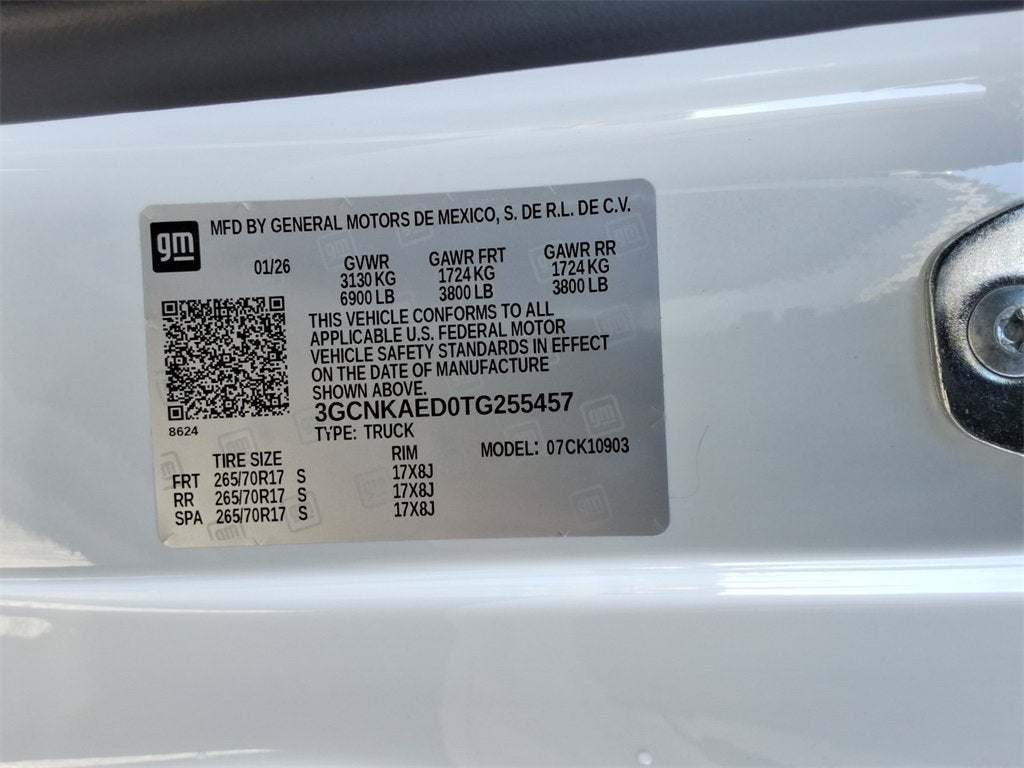 gm
MFD BY GENERAL MOTORS DE MEXICO, S. DE R.L. DE C.V.
01/26
GVWR GAWR FRT GAWR RR
3130 KG 1724 KG 1724 KG
6900 LB 3800 LB 3800 LB
THIS VEHICLE CONFORMS TO ALL
APPLICABLE U.S. FEDERAL MOTOR
VEHICLE SAFETY STANDARDS IN EFFECT
ON THE DATE OF MANUFACTURE
SHOWN ABOVE.
3GCNKAED0TG255457
8624
TYPE: TRUCK
MODEL: 07CK10903
TIRE SIZE RIM
FRT 265/70R17 S 17X8J
RR 265/70R17 S 17X8J
SPA 265/70R17 S 17X8J